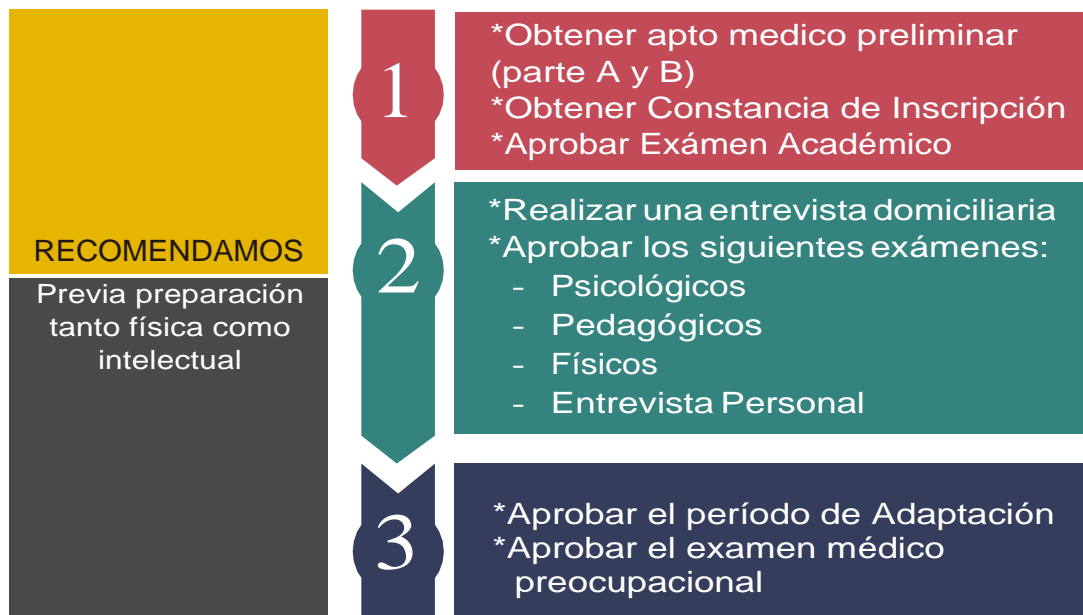 RECOMENDAMOS
Previa preparación
tanto física como
intelectual
1
*Obtener apto medico preliminar
(parte A y B)
*Obtener Constancia de Inscripción
*Aprobar Exámen Académico
2
*Realizar una entrevista domiciliaria
*Aprobar los siguientes exámenes:
- Psicológicos
- Pedagógicos
- Físicos
- Entrevista Personal
3
*Aprobar el período de Adaptación
*Aprobar el examen médico
preocupacional